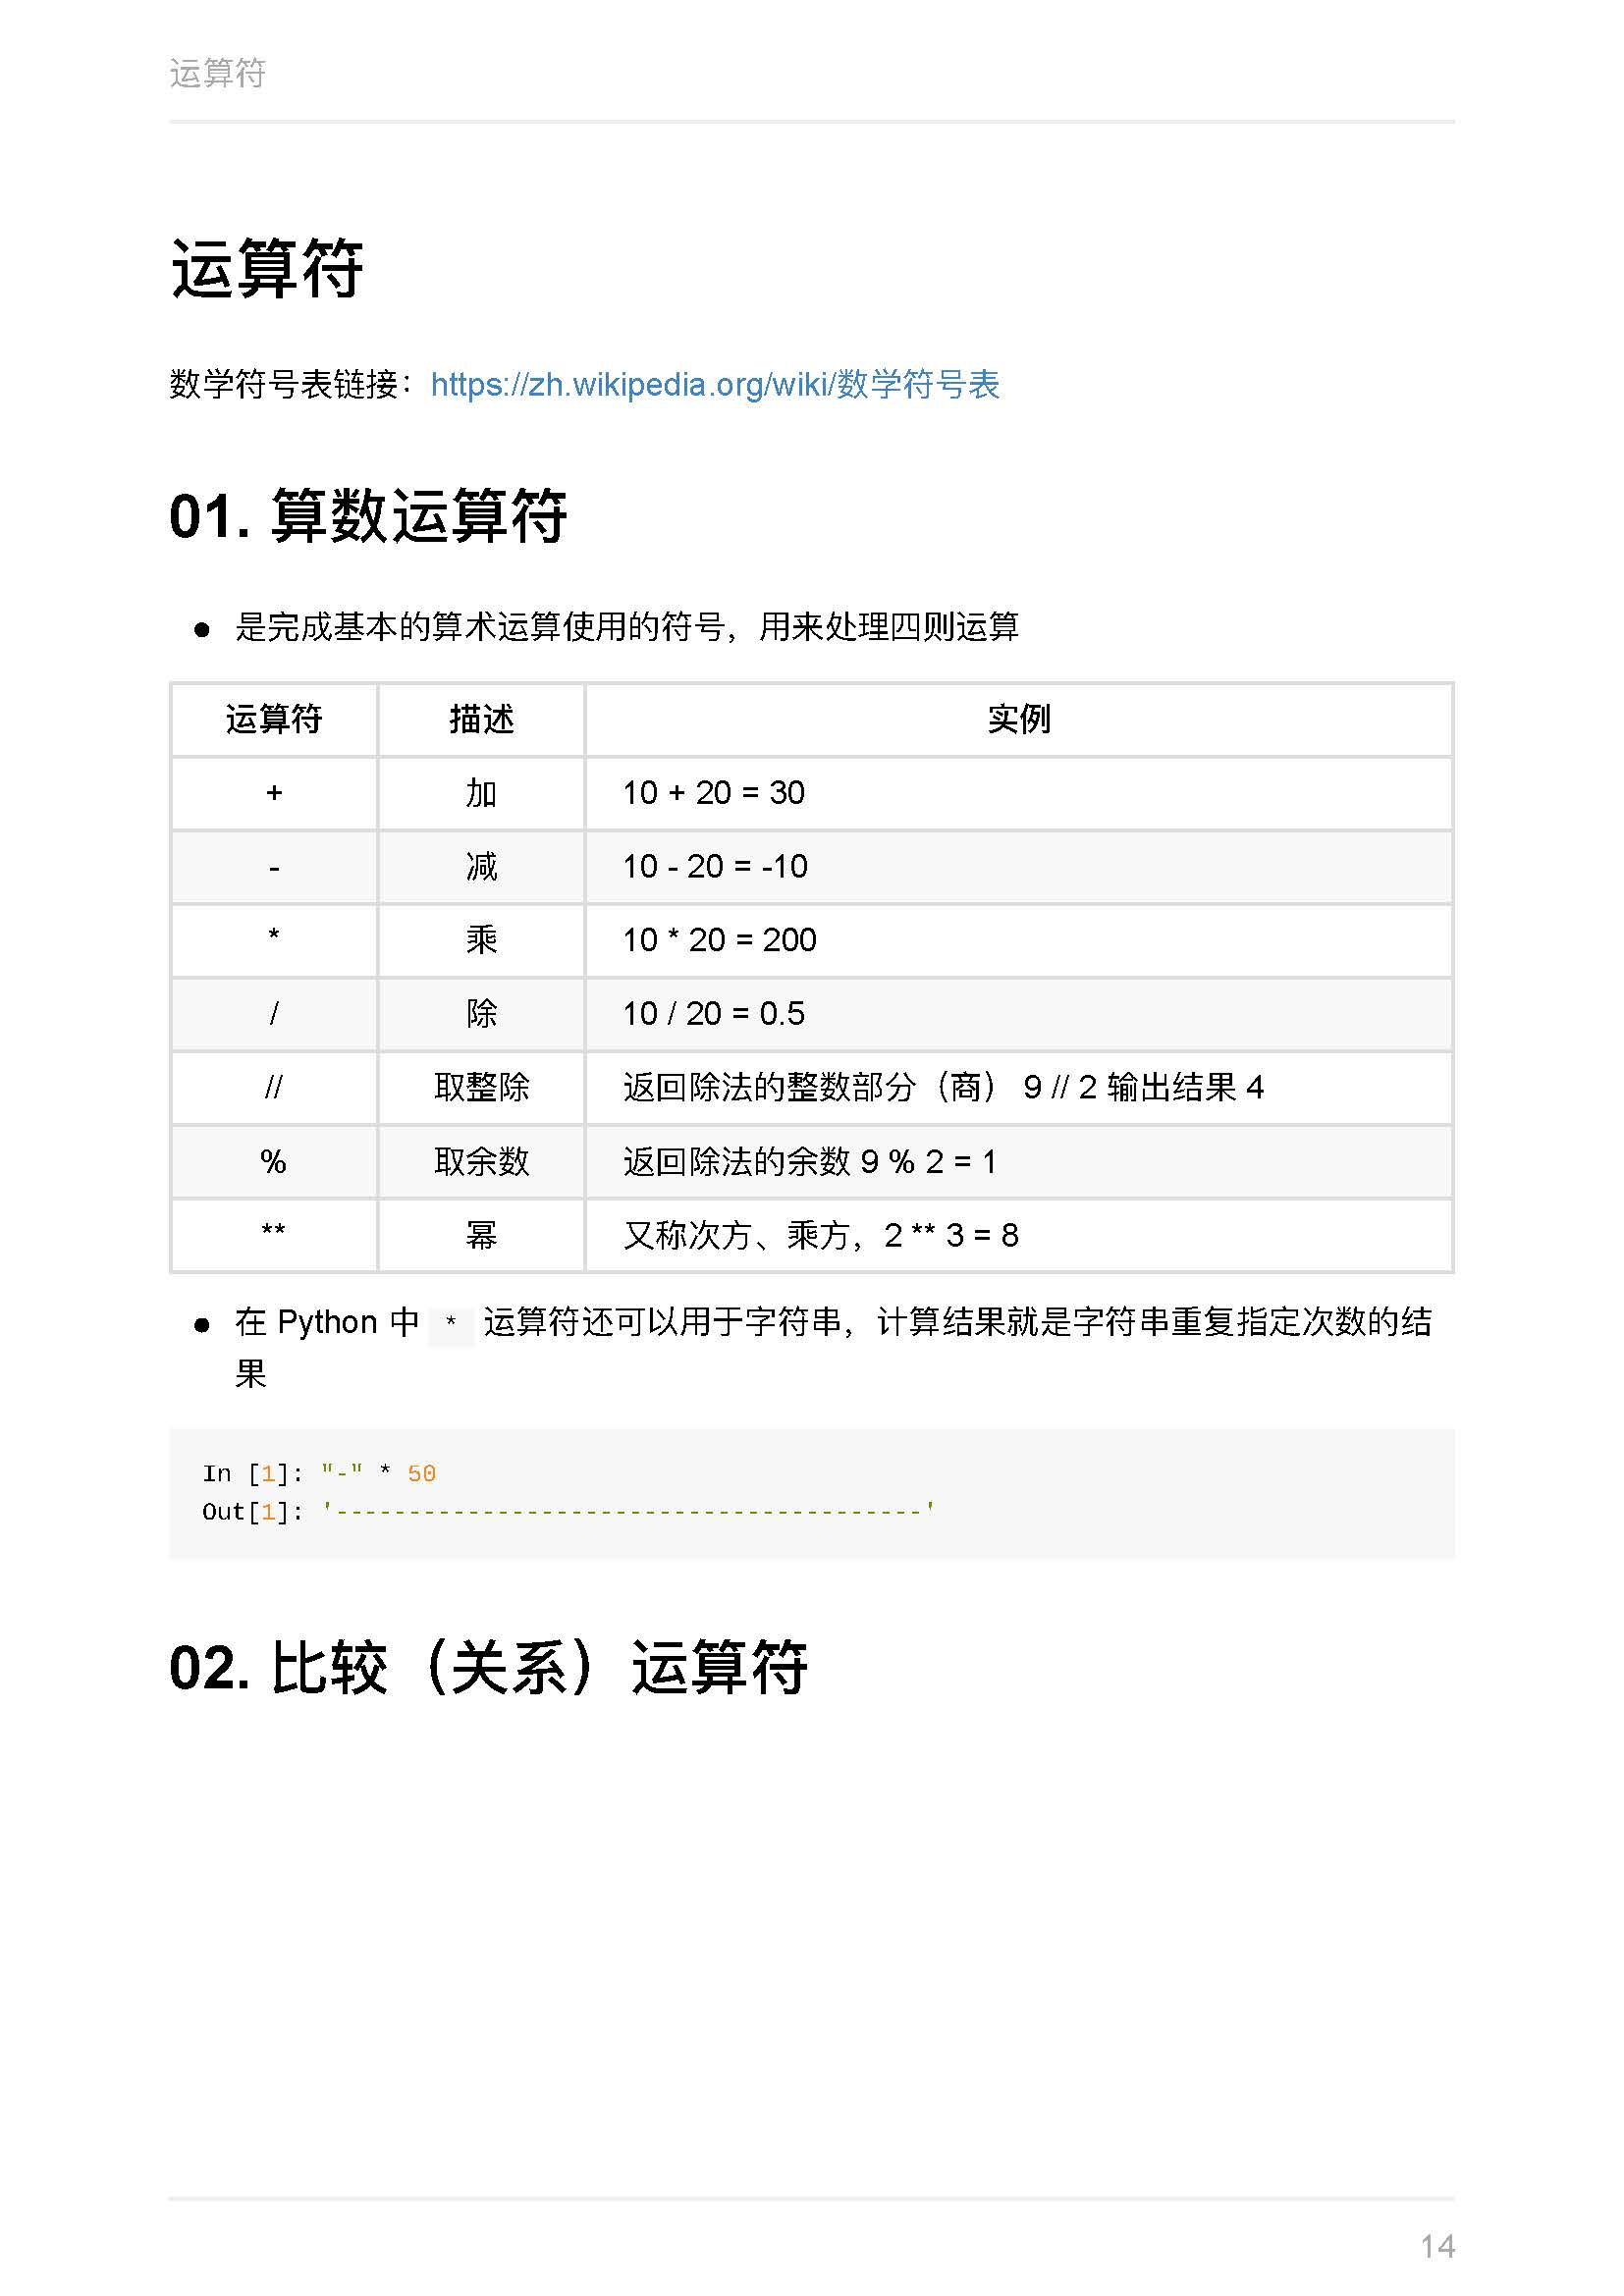 运算符
运算符
数学符号表链接：https://zh.wikipedia.org/wiki/数学符号表
01. 算数运算符
● 是完成基本的算术运算使用的符号，用来处理四则运算
运算符 描述 实例
+ 加 10 + 20 = 30
- 减 10 - 20 = -10
* 乘 10 * 20 = 200
/ 除 10 / 20 = 0.5
// 取整除 返回除法的整数部分（商） 9 // 2 输出结果 4
% 取余数 返回除法的余数 9 % 2 = 1
** 幂 又称次方、乘方，2 ** 3 = 8
● 在 Python 中 * 运算符还可以用于字符串，计算结果就是字符串重复指定次数的结
果
In [1]: "-" * 50
Out[1]: '----------------------------------------'
02. 比较（关系）运算符
14